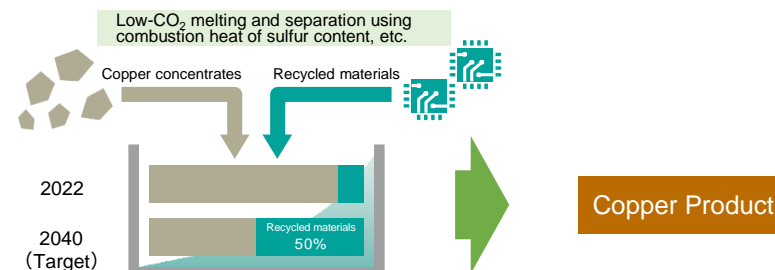 Low-CO₂ melting and separation using
combustion heat of sulfur content, etc.
Copper concentrates
Recycled materials
2022
2040
（Target）
Recycled materials
50%
Copper Product